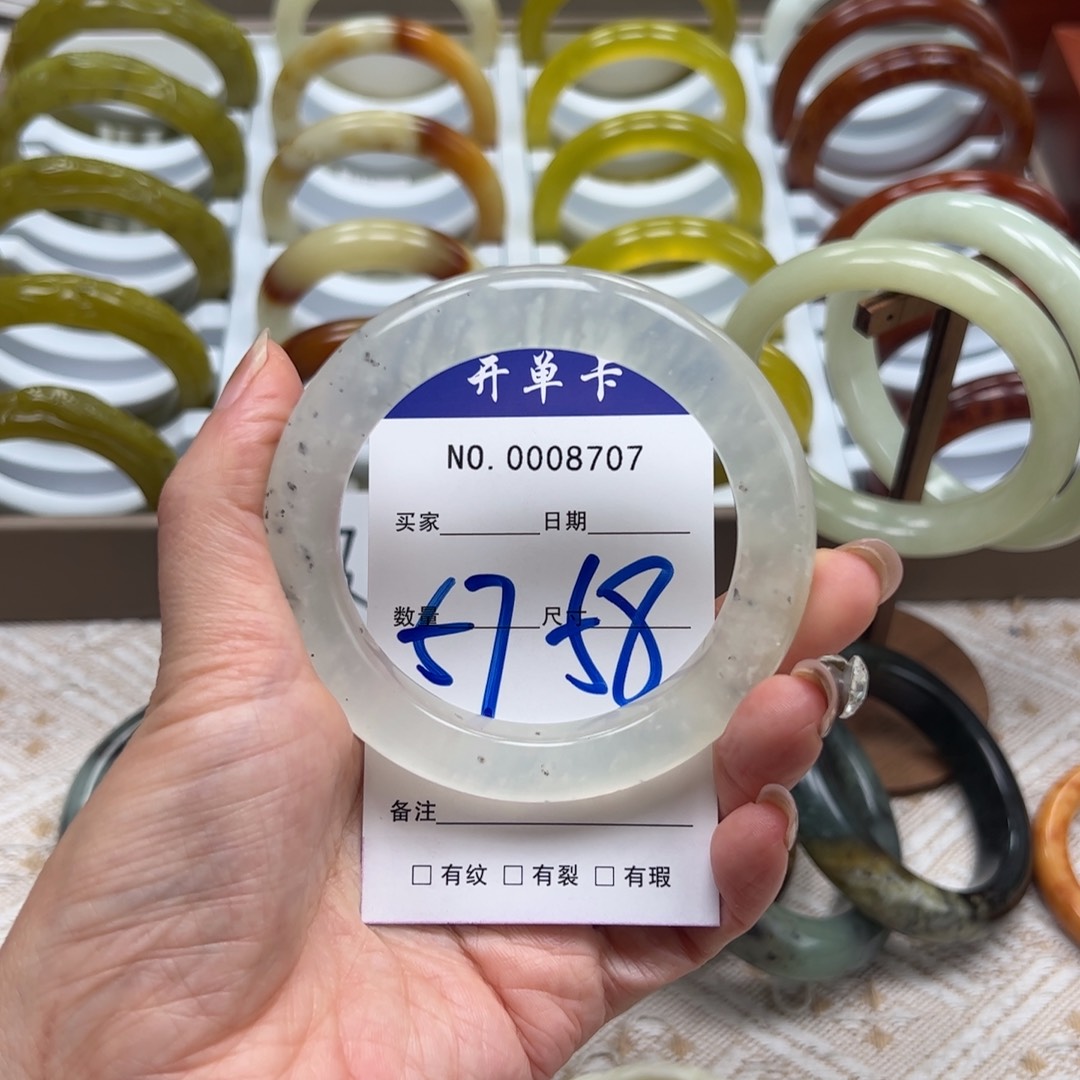 开单卡
NO. 0008707
买家 日期
数量 尺寸
57 58
备注
□ 有纹 □ 有裂 □ 有瑕